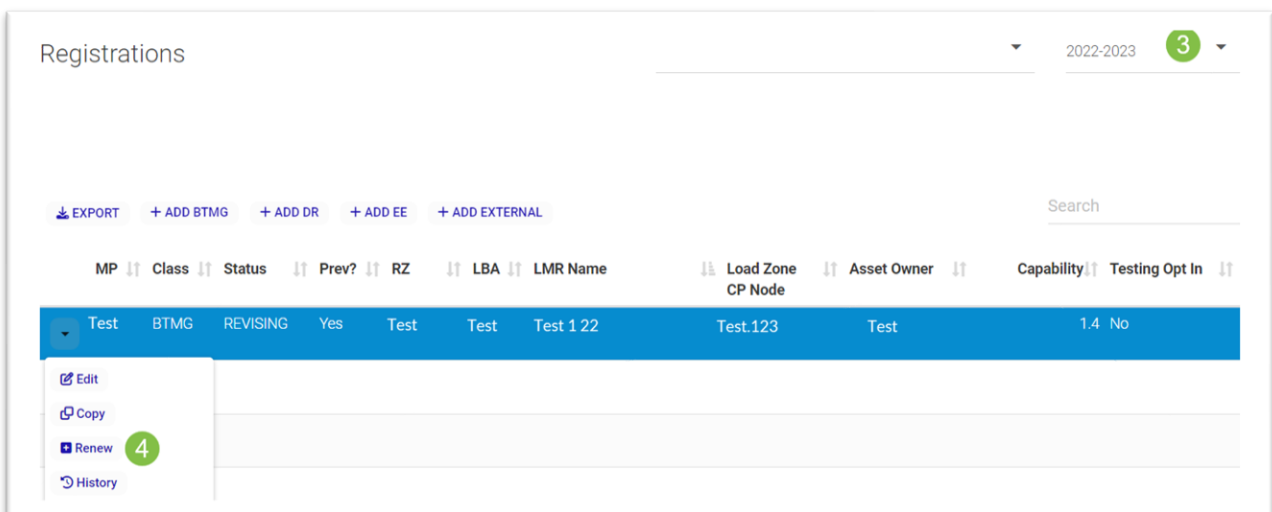 Registrations
2022-2023 3
EXPORT + ADD BTMG + ADD DR + ADD EE + ADD EXTERNAL Search
MP Class Status Prev? RZ LBA LMR Name Load Zone CP Node Asset Owner Capability Testing Opt In
Test BTMG REVISING Yes Test Test Test 1 22 Test.123 Test 1.4 No
Edit
Copy
Renew 4
History